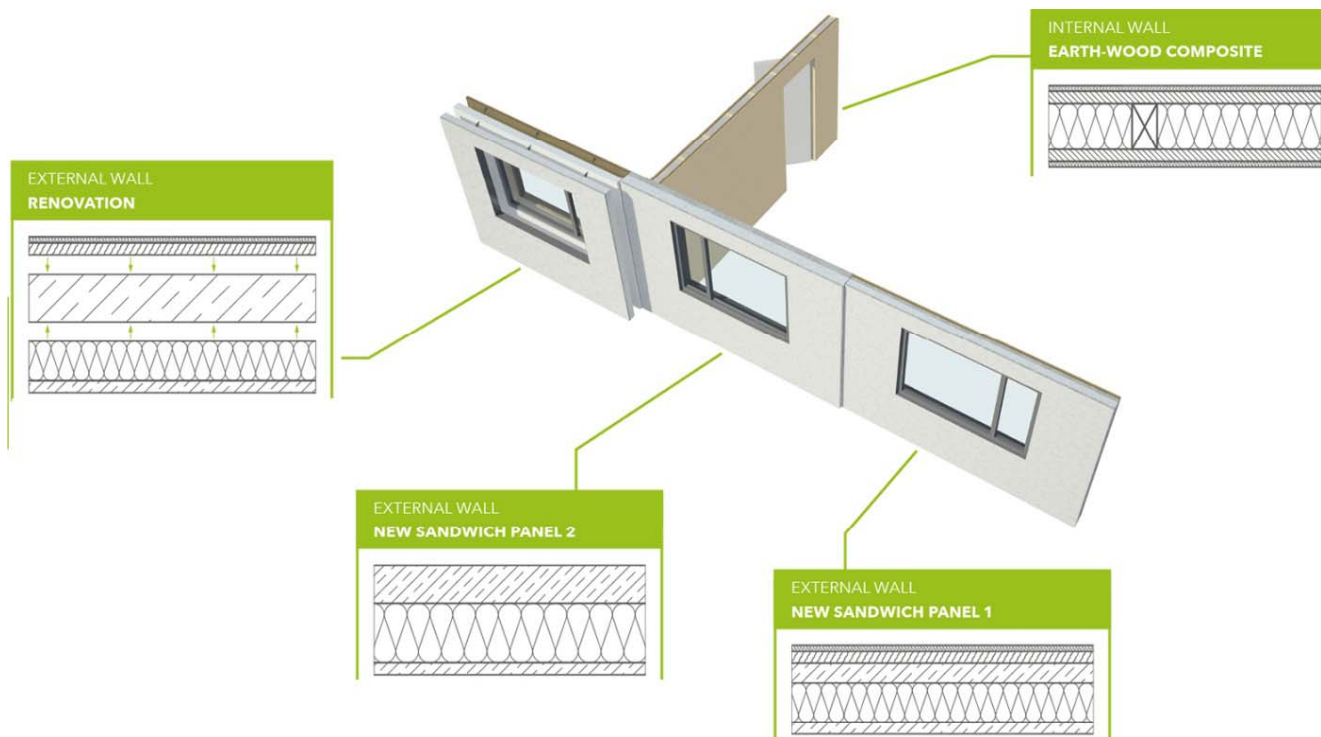 INTERNAL WALL
EARTH-WOOD COMPOSITE
EXTERNAL WALL
RENOVATION
EXTERNAL WALL
NEW SANDWICH PANEL 2
EXTERNAL WALL
NEW SANDWICH PANEL 1